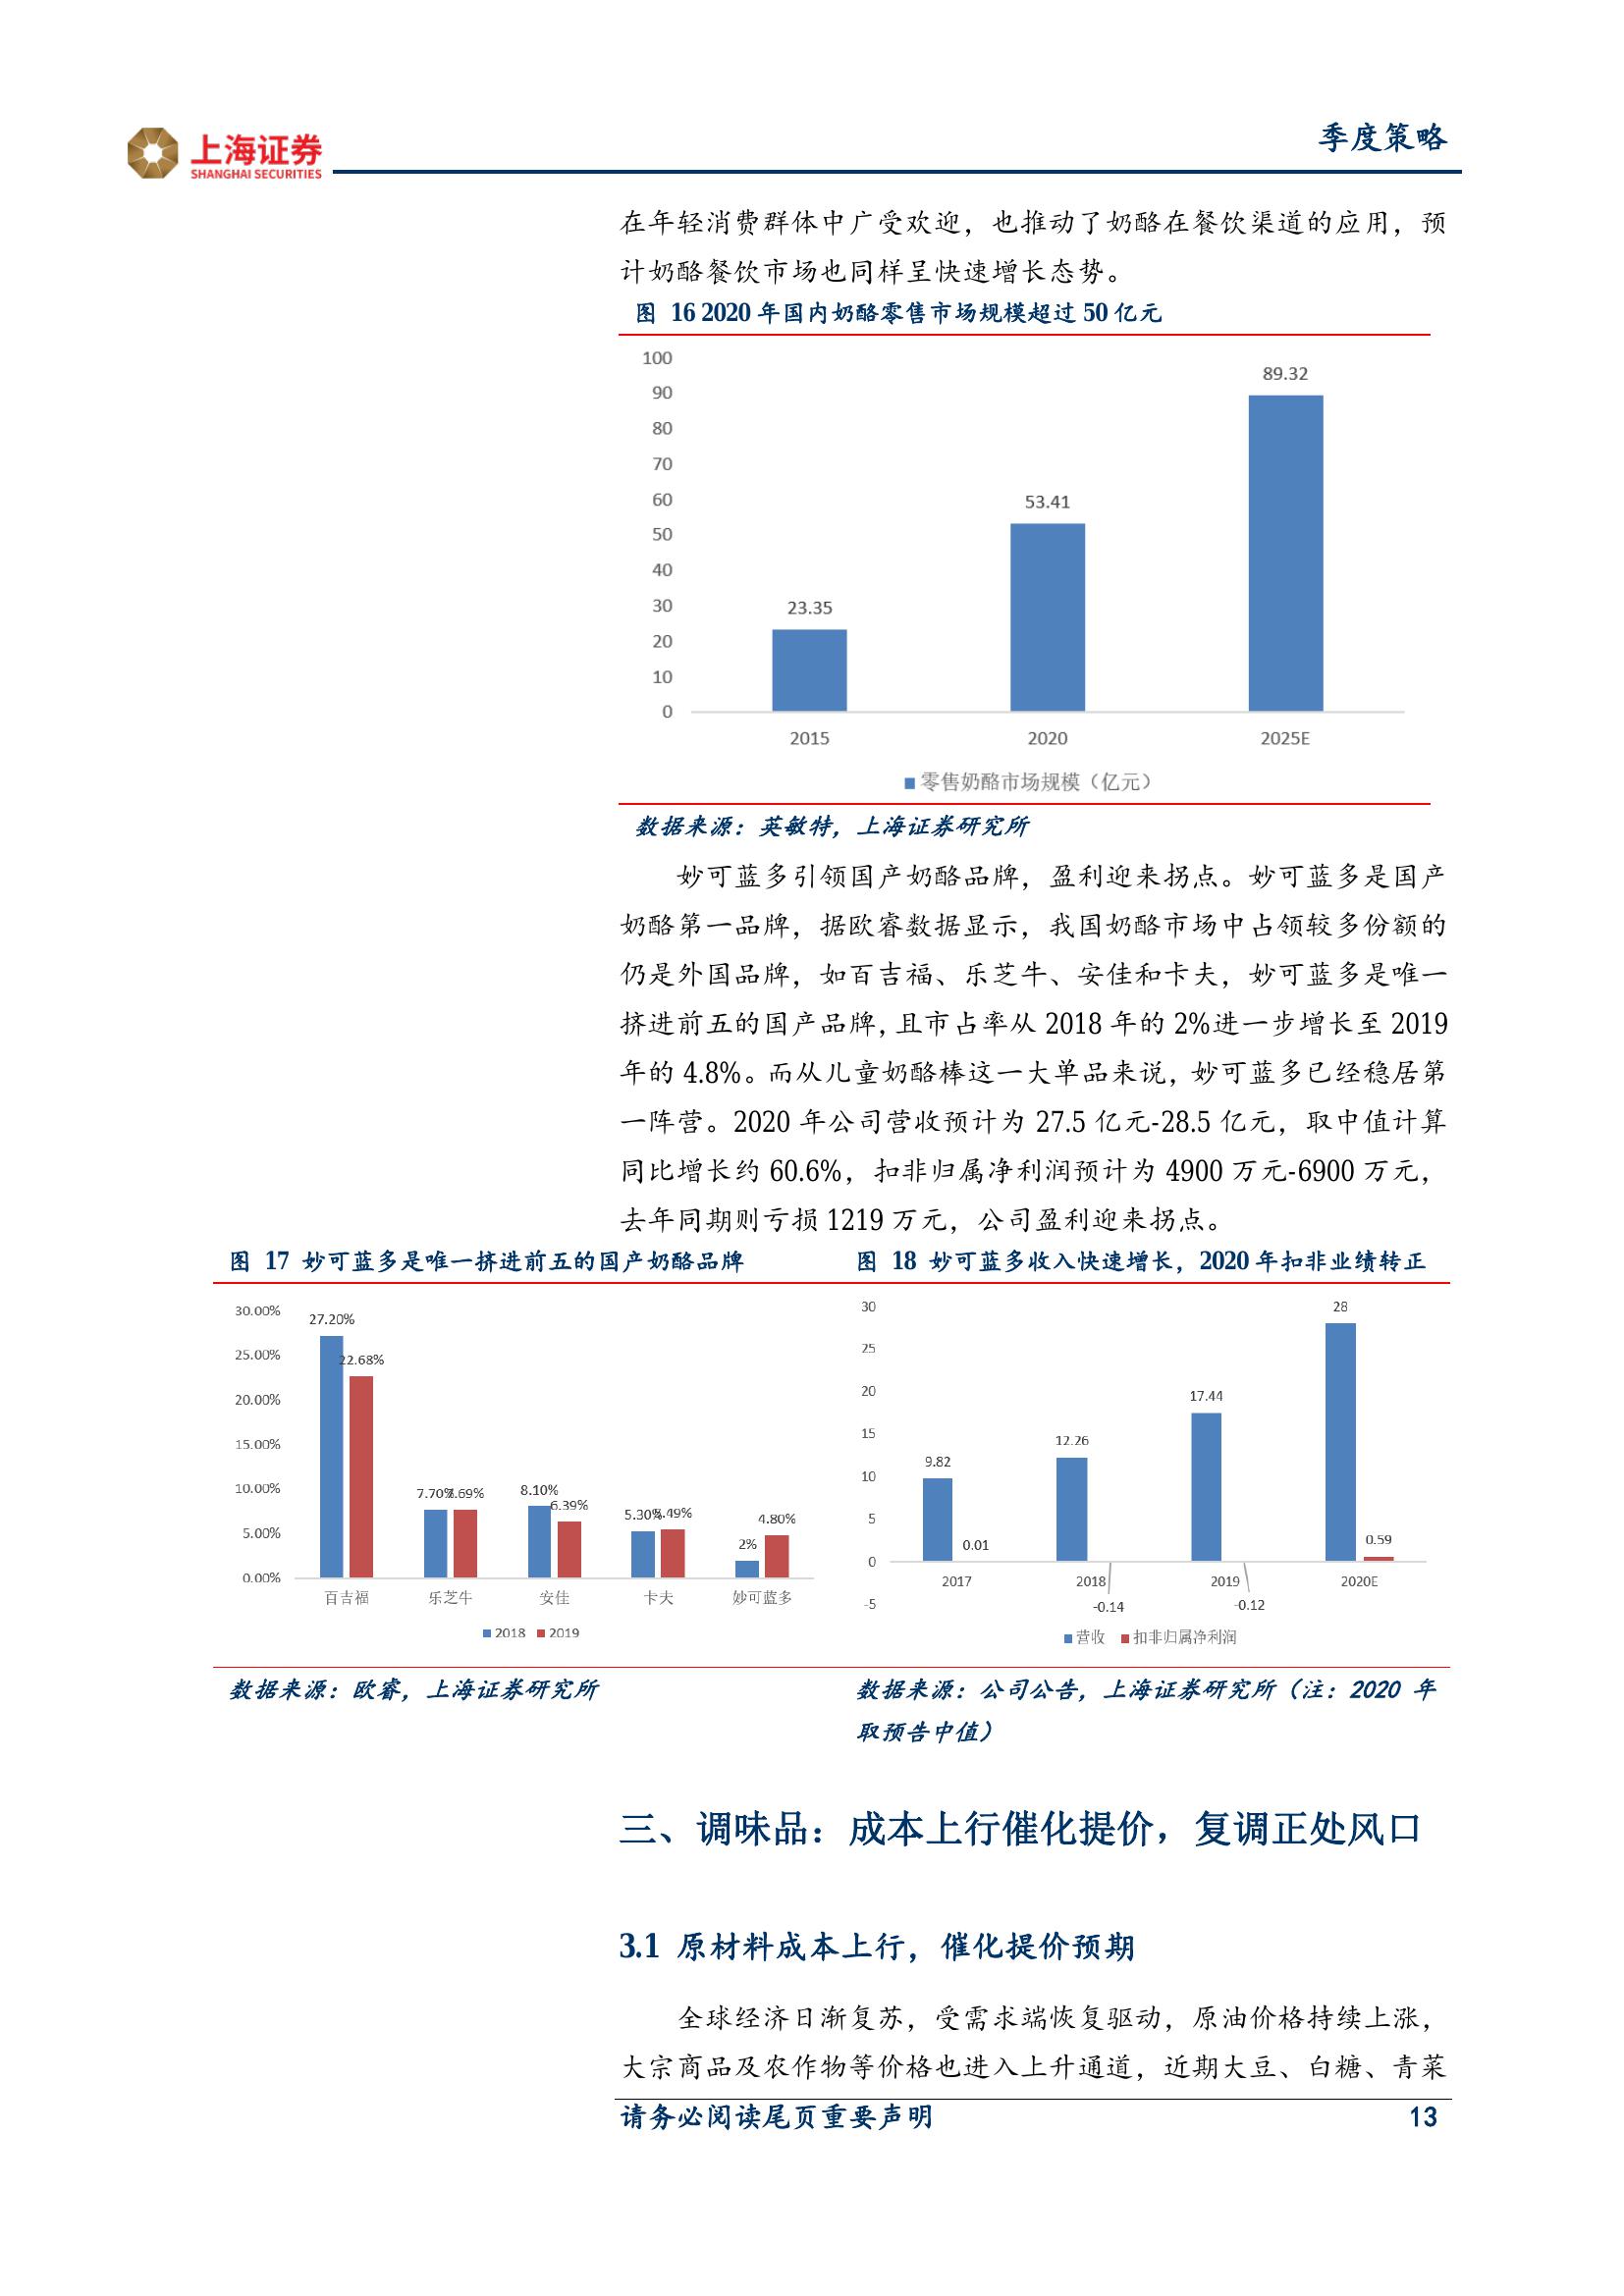 上海证券
SHANGHAI SECURITIES
季度策略
在年轻消费群体中广受欢迎，也推动了奶酪在餐饮渠道的应用，预
计奶酪餐饮市场也同样呈快速增长态势。
图 16 2020 年国内奶酪零售市场规模超过 50 亿元
100
90
80
70
60
50
40
30
20
10
0
23.35
53.41
89.32
2015 2020 2025E
零售奶酪市场规模（亿元）
数据来源：英敏特，上海证券研究所
妙可蓝多引领国产奶酪品牌，盈利迎来拐点。妙可蓝多是国产
奶酪第一品牌，据欧睿数据显示，我国奶酪市场中占领较多份额的
仍是外国品牌，如百吉福、乐芝牛、安佳和卡夫，妙可蓝多是唯一
挤进前五的国产品牌，且市占率从 2018 年的 2%进一步增长至 2019
年的 4.8%。而从儿童奶酪棒这一大单品来说，妙可蓝多已经稳居第
一阵营。2020 年公司营收预计为 27.5 亿元-28.5 亿元，取中值计算
同比增长约 60.6%，扣非归属净利润预计为 4900 万元-6900 万元，
去年同期则亏损 1219 万元，公司盈利迎来拐点。
图 17 妙可蓝多是唯一挤进前五的国产奶酪品牌
30.00%
25.00%
20.00%
15.00%
10.00%
5.00%
0.00%
27.20%
22.68%
7.70%
7.69%
8.10%
6.39%
5.30%
5.49%
2%
4.80%
百吉福 乐芝牛 安佳 卡夫 妙可蓝多
2018 2019
数据来源：欧睿，上海证券研究所
图 18 妙可蓝多收入快速增长，2020 年扣非业绩转正
30
25
20
15
10
5
0
-5
9.82
0.01
12.26
-0.14
17.44
-0.12
28
0.59
2017 2018 2019 2020E
营收 扣非归属净利润
数据来源：公司公告，上海证券研究所（注：2020 年
取预告中值）
三、调味品：成本上行催化提价，复调正处风口
3.1 原材料成本上行，催化提价预期
全球经济日渐复苏，受需求端恢复驱动，原油价格持续上涨，
大宗商品及农作物等价格也进入上升通道，近期大豆、白糖、青菜
请务必阅读尾页重要声明
13